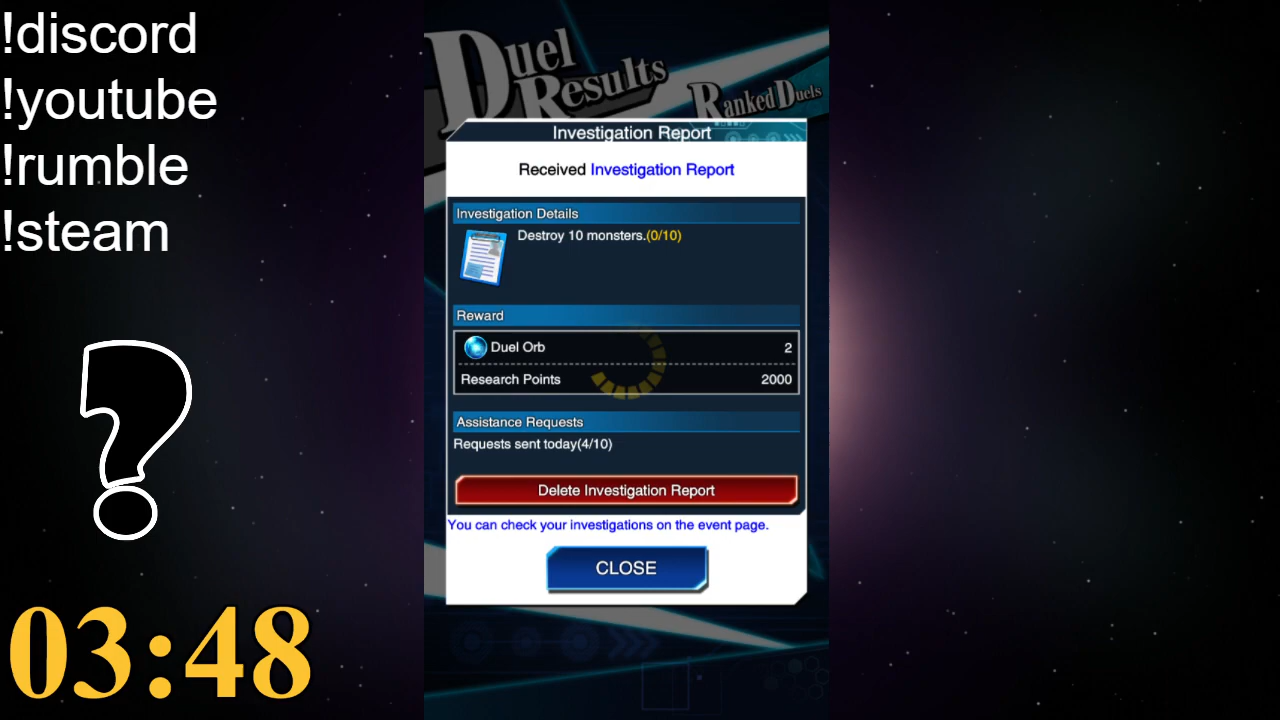 !discord
!youtube
!rumble
!steam
?
03:48
Duel
Results
Ranked Duels
Investigation Report
Received Investigation Report
Investigation Details
Destroy 10 monsters.(0/10)
Reward
Duel Orb 2
Research Points 2000
Assistance Requests
Requests sent today(4/10)
Delete Investigation Report
You can check your investigations on the event page.
CLOSE